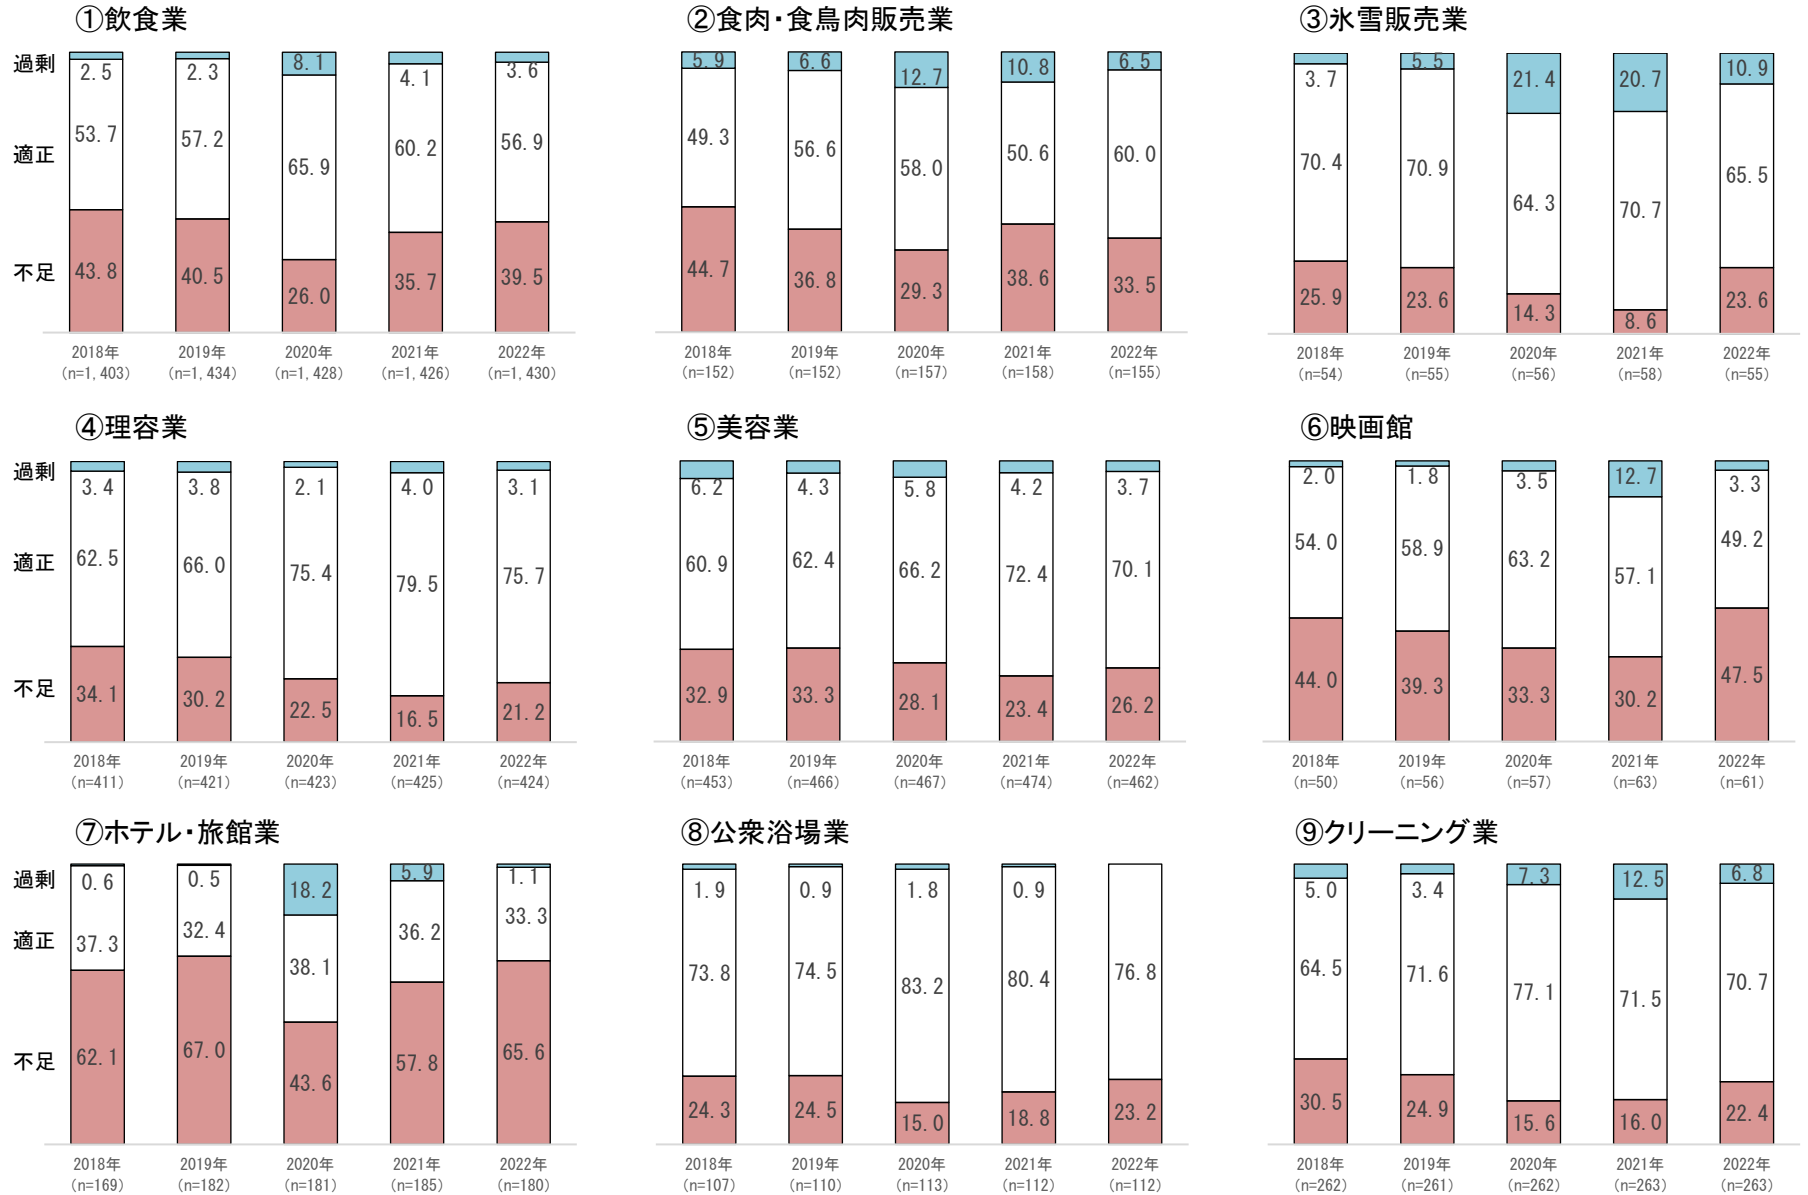 ①飲食業
過剰
適正
不足
2.5 2.3 8.1 4.1 3.6
53.7 57.2 65.9 60.2 56.9
43.8 40.5 26.0 35.7 39.5
2018年 2019年 2020年 2021年 2022年
(n=1,403) (n=1,434) (n=1,428) (n=1,426) (n=1,430)
②食肉・食鳥肉販売業
5.9 6.6 12.7 10.8 6.5
49.3 56.6 58.0 50.6 60.0
44.7 36.8 29.3 38.6 33.5
2018年 2019年 2020年 2021年 2022年
(n=152) (n=152) (n=157) (n=158) (n=155)
③氷雪販売業
3.7 5.5 21.4 20.7 10.9
70.4 70.9 64.3 70.7 65.5
25.9 23.6 14.3 8.6 23.6
2018年 2019年 2020年 2021年 2022年
(n=54) (n=55) (n=56) (n=58) (n=55)
④理容業
過剰
適正
不足
3.4 3.8 2.1 4.0 3.1
62.5 66.0 75.4 79.5 75.7
34.1 30.2 22.5 16.5 21.2
2018年 2019年 2020年 2021年 2022年
(n=411) (n=421) (n=423) (n=425) (n=424)
⑤美容業
6.2 4.3 5.8 4.2 3.7
60.9 62.4 66.2 72.4 70.1
32.9 33.3 28.1 23.4 26.2
2018年 2019年 2020年 2021年 2022年
(n=453) (n=466) (n=467) (n=474) (n=462)
⑥映画館
2.0 1.8 3.5 12.7 3.3
54.0 58.9 63.2 57.1 49.2
44.0 39.3 33.3 30.2 47.5
2018年 2019年 2020年 2021年 2022年
(n=50) (n=56) (n=57) (n=63) (n=61)
⑦ホテル・旅館業
過剰
適正
不足
0.6 0.5 18.2 5.9 1.1
37.3 32.4 38.1 36.2 33.3
62.1 67.0 43.6 57.8 65.6
2018年 2019年 2020年 2021年 2022年
(n=169) (n=182) (n=181) (n=185) (n=180)
⑧公衆浴場業
1.9 0.9 1.8 0.9
73.8 74.5 83.2 80.4 76.8
24.3 24.5 15.0 18.8 23.2
2018年 2019年 2020年 2021年 2022年
(n=107) (n=110) (n=113) (n=112) (n=112)
⑨クリーニング業
5.0 3.4 7.3 12.5 6.8
64.5 71.6 77.1 71.5 70.7
30.5 24.9 15.6 16.0 22.4
2018年 2019年 2020年 2021年 2022年
(n=262) (n=261) (n=262) (n=263) (n=263)